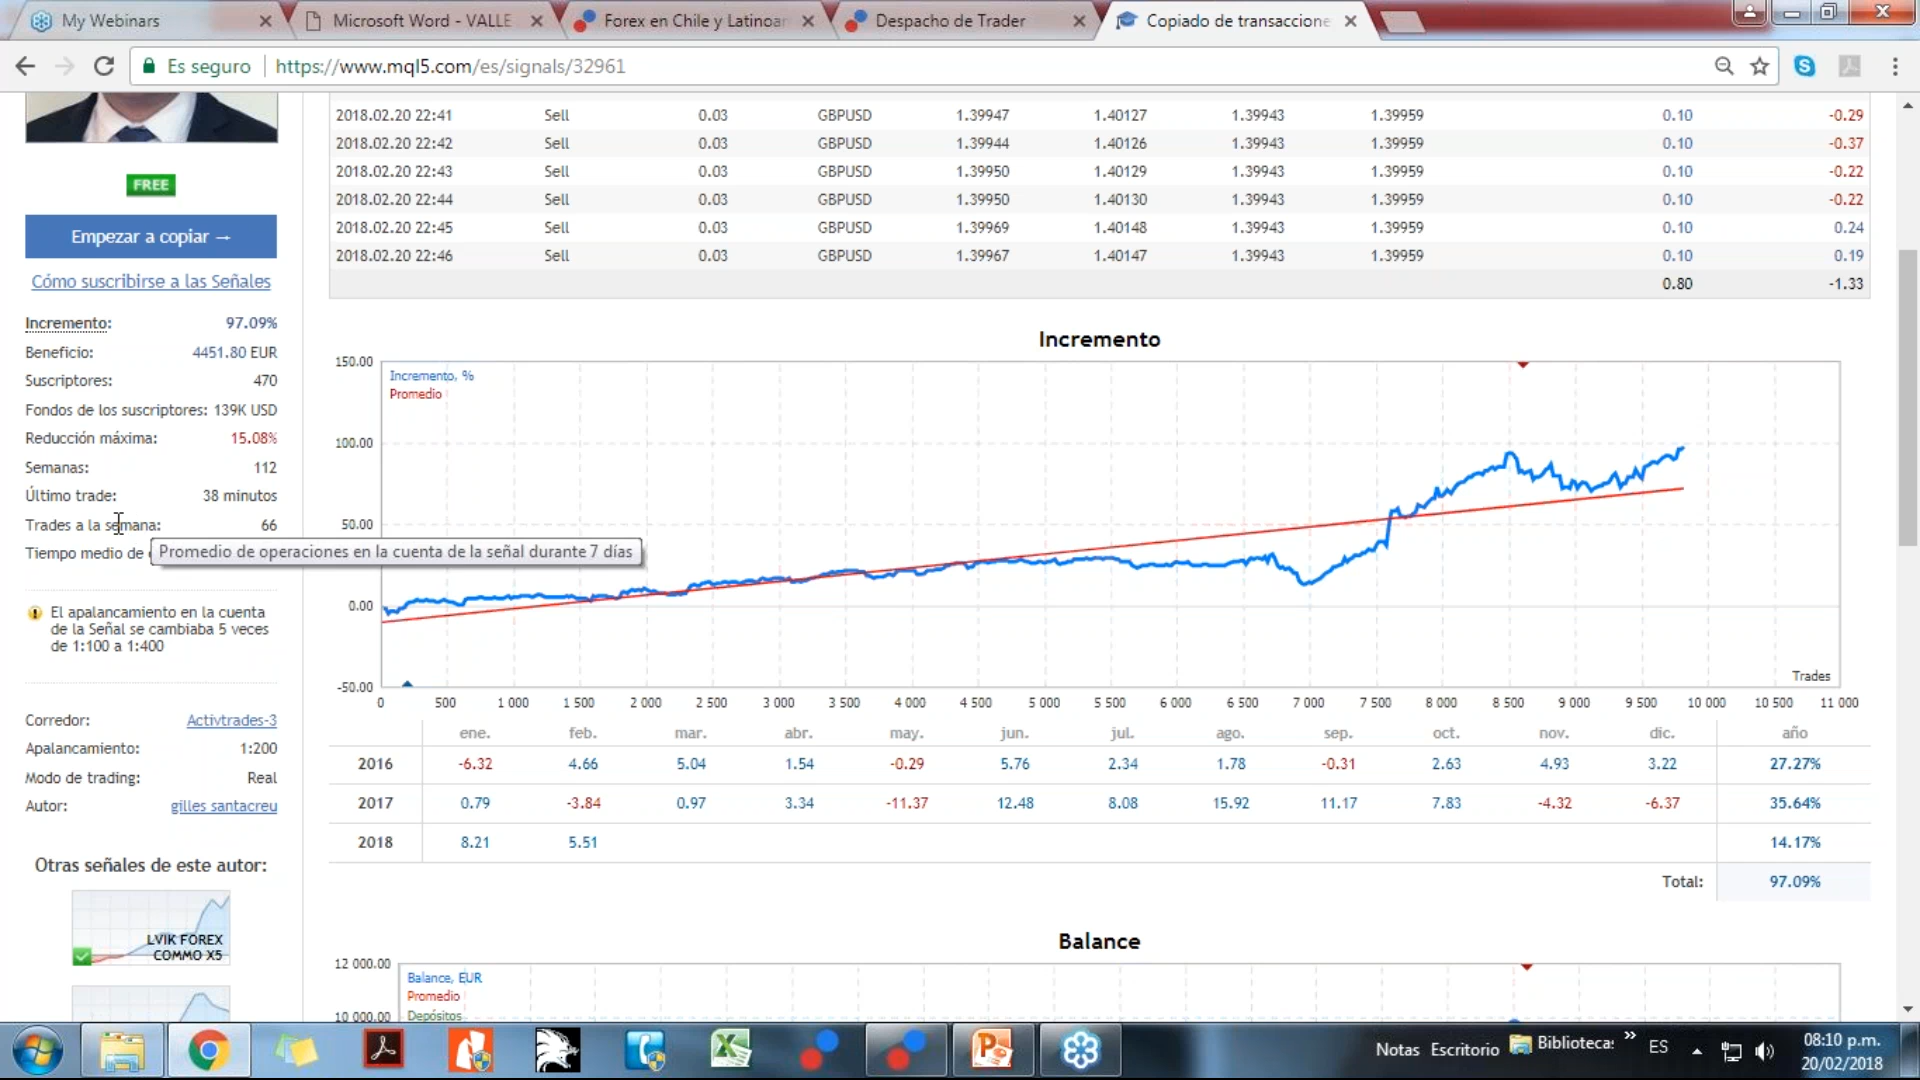 My Webinars
Microsoft Word - VALLE
Forex en Chile y Latinoar
Despacho de Trader
Copiado de transaccione
Es seguro
https://www.mql5.com/es/signals/32961
2018.02.20 22:41 Sell 0.03 GBPUSD 1.39947 1.40127 1.39943 1.39959 0.10 -0.29
2018.02.20 22:42 Sell 0.03 GBPUSD 1.39944 1.40126 1.39943 1.39959 0.10 -0.37
2018.02.20 22:43 Sell 0.03 GBPUSD 1.39950 1.40129 1.39943 1.39959 0.10 -0.22
2018.02.20 22:44 Sell 0.03 GBPUSD 1.39950 1.40130 1.39943 1.39959 0.10 -0.22
2018.02.20 22:45 Sell 0.03 GBPUSD 1.39969 1.40148 1.39943 1.39959 0.10 0.24
2018.02.20 22:46 Sell 0.03 GBPUSD 1.39967 1.40147 1.39943 1.39959 0.10 0.19
0.80 -1.33
FREE
Empezar a copiar →
Cómo suscribirse a las Señales
Incremento: 97.09%
Beneficio: 4451.80 EUR
Suscriptores: 470
Fondos de los suscriptores: 139K USD
Reducción máxima: 15.08%
Semanas: 112
Último trade: 38 minutos
Trades a la semana: 66
Tiempo medio de
Promedio de operaciones en la cuenta de la señal durante 7 días
El apalancamiento en la cuenta
de la Señal se cambiaba 5 veces
de 1:100 a 1:400
Corredor: Activtrades-3
Apalancamiento: 1:200
Modo de trading: Real
Autor: gilles santacreu
Otras señales de este autor:
LVIK FOREX
COMMO X5
Incremento
150.00
100.00
50.00
0.00
-50.00
Incremento, %
Promedio
Trades
0 500 1 000 1 500 2 000 2 500 3 000 3 500 4 000 4 500 5 000 5 500 6 000 6 500 7 000 7 500 8 000 8 500 9 000 9 500 10 000 10 500 11 000
ene. feb. mar. abr. may. jun. jul. ago. sep. oct. nov. dic. año
2016 -6.32 4.66 5.04 1.54 -0.29 5.76 2.34 1.78 -0.31 2.63 4.93 3.22 27.27%
2017 0.79 -3.84 0.97 3.34 -11.37 12.48 8.08 15.92 11.17 7.83 -4.32 -6.37 35.64%
2018 8.21 5.51 14.17%
Total: 97.09%
Balance
12 000.00
10 000.00
Balance, EUR
Promedio
Depósitos
Notas
Escritorio
Bibliotecas
»
ES
08:10 p.m.
20/02/2018